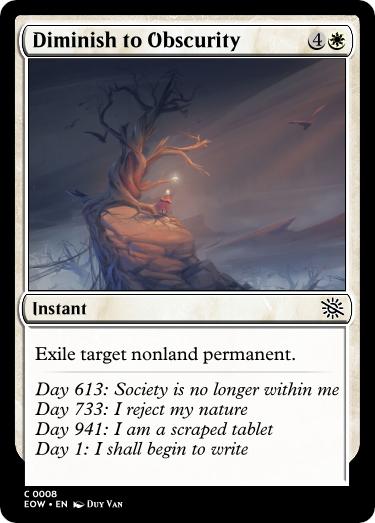 Diminish to Obscurity 4
Instant
Exile target nonland permanent.
Day 613: Society is no longer within me
Day 733: I reject my nature
Day 941: I am a scraped tablet
Day 1: I shall begin to write
C 0008
EOW • EN Duy Van